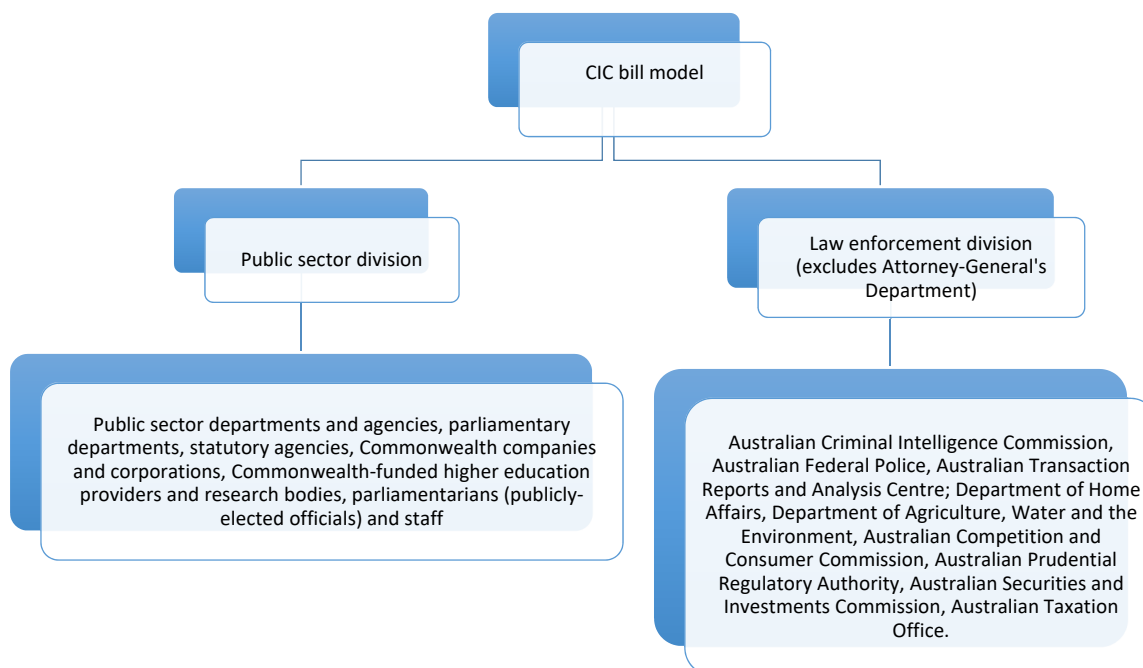 CIC bill model
Public sector division
Law enforcement division
(excludes Attorney-General's
Department)
Public sector departments and agencies, parliamentary
departments, statutory agencies, Commonwealth companies
and corporations, Commonwealth-funded higher education
providers and research bodies, parliamentarians (publicly-
elected officials) and staff
Australian Criminal Intelligence Commission,
Australian Federal Police, Australian Transaction
Reports and Analysis Centre; Department of Home
Affairs, Department of Agriculture, Water and the
Environment, Australian Competition and
Consumer Commission, Australian Prudential
Regulatory Authority, Australian Securities and
Investments Commission, Australian Taxation
Office.